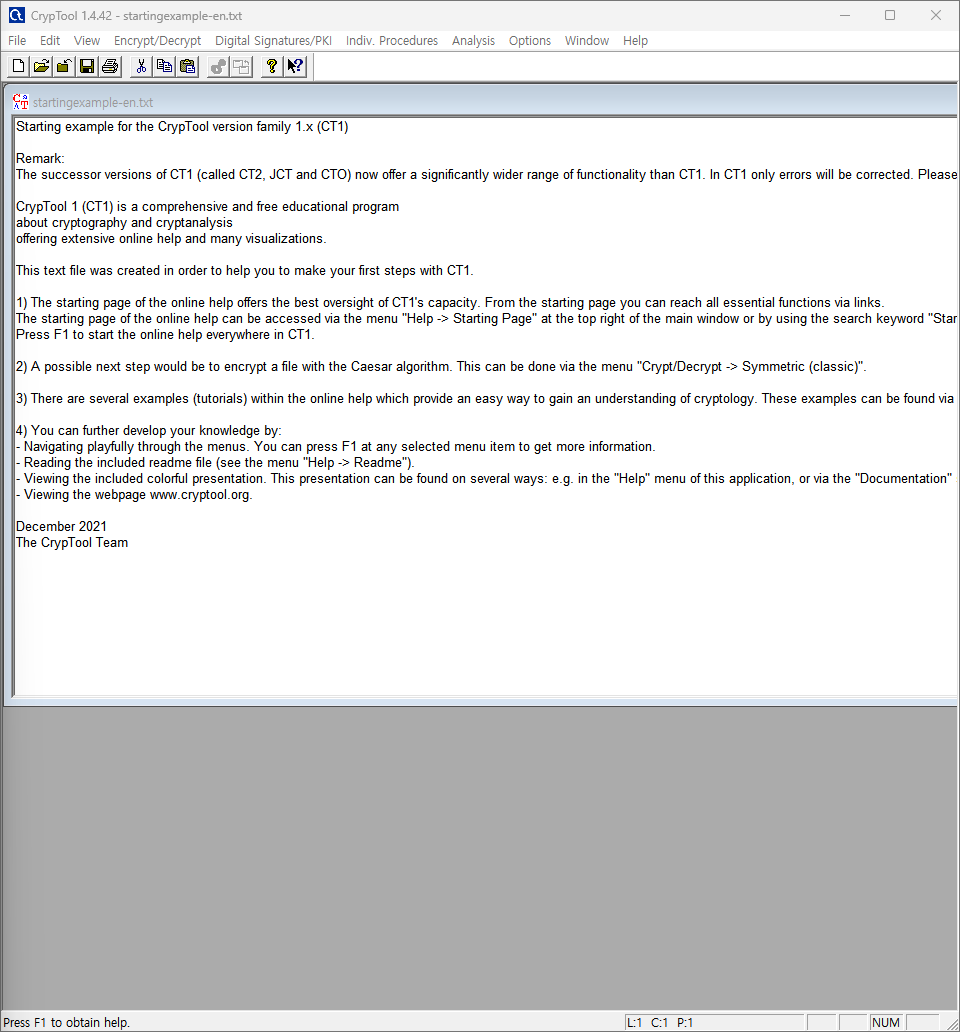 CrypTool 1.4.42 - startingexample-en.txt
File Edit View Encrypt/Decrypt Digital Signatures/PKI Indiv. Procedures Analysis Options Window Help
startingexample-en.txt
Starting example for the CrypTool version family 1.x (CT1)
Remark:
The successor versions of CT1 (called CT2, JCT and CTO) now offer a significantly wider range of functionality than CT1. In CT1 only errors will be corrected. Please
CrypTool 1 (CT1) is a comprehensive and free educational program
about cryptography and cryptanalysis
offering extensive online help and many visualizations.
This text file was created in order to help you to make your first steps with CT1.
1) The starting page of the online help offers the best oversight of CT1's capacity. From the starting page you can reach all essential functions via links.
The starting page of the online help can be accessed via the menu "Help -> Starting Page" at the top right of the main window or by using the search keyword "Star
Press F1 to start the online help everywhere in CT1.
2) A possible next step would be to encrypt a file with the Caesar algorithm. This can be done via the menu "Crypt/Decrypt -> Symmetric (classic)".
3) There are several examples (tutorials) within the online help which provide an easy way to gain an understanding of cryptology. These examples can be found via
4) You can further develop your knowledge by:
- Navigating playfully through the menus. You can press F1 at any selected menu item to get more information.
- Reading the included readme file (see the menu "Help -> Readme").
- Viewing the included colorful presentation. This presentation can be found on several ways: e.g. in the "Help" menu of this application, or via the "Documentation"
- Viewing the webpage www.cryptool.org.
December 2021
The CrypTool Team
Press F1 to obtain help. L:1 C:1 P:1 NUM